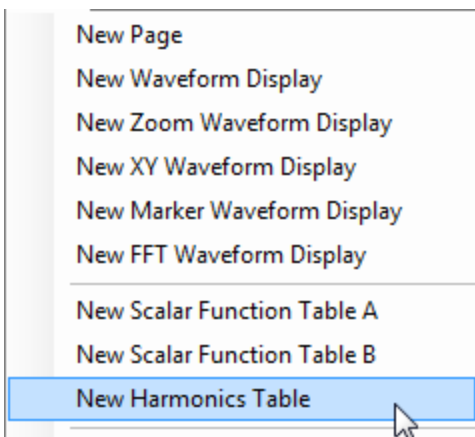 New Page
New Waveform Display
New Zoom Waveform Display
New XY Waveform Display
New Marker Waveform Display
New FFT Waveform Display
New Scalar Function Table A
New Scalar Function Table B
New Harmonics Table